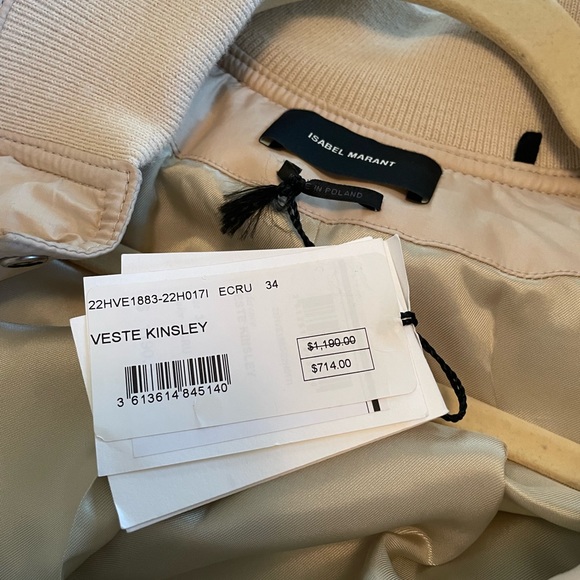 ISABEL MARANT
IN POLAND
22HVE1883-22H017I ECRU 34
VESTE KINSLEY
$1,190.00
$714.00
3 613614 845140